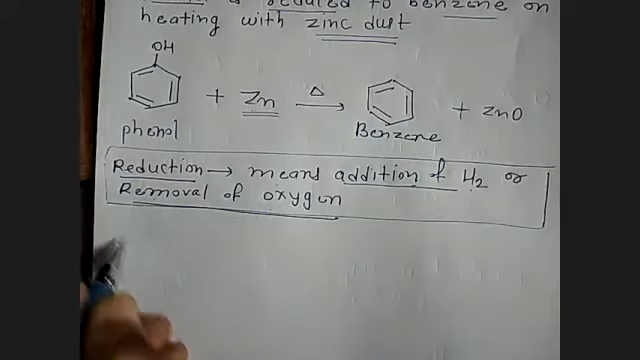 is reduced to benzene on
heating with zinc dust
OH
+ Zn Δ → + ZnO
phenol Benzene
Reduction → means addition of H2 or
Removal of oxygen